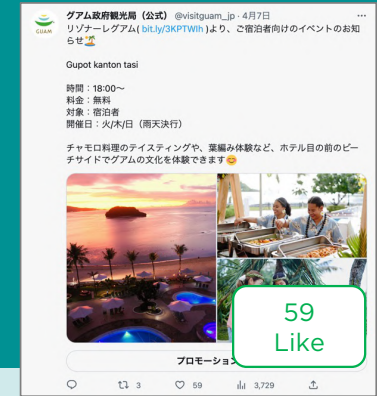 グアム政府観光局（公式） @visitguam_jp · 4月7日
リゾナーレグアム( bit.ly/3KPTWlh )より、ご宿泊者向けのイベントのお知
らせ🏝️
GUAM
Gupot kanton tasi
時間：18:00〜
料金：無料
対象：宿泊者
開催日：火/木/日（雨天決行）
チャモロ料理のテイスティングや、葉編み体験など、ホテル目の前のビー
チサイドでグアムの文化を体験できます😊
59
Like
プロモーション
3 59 3,729